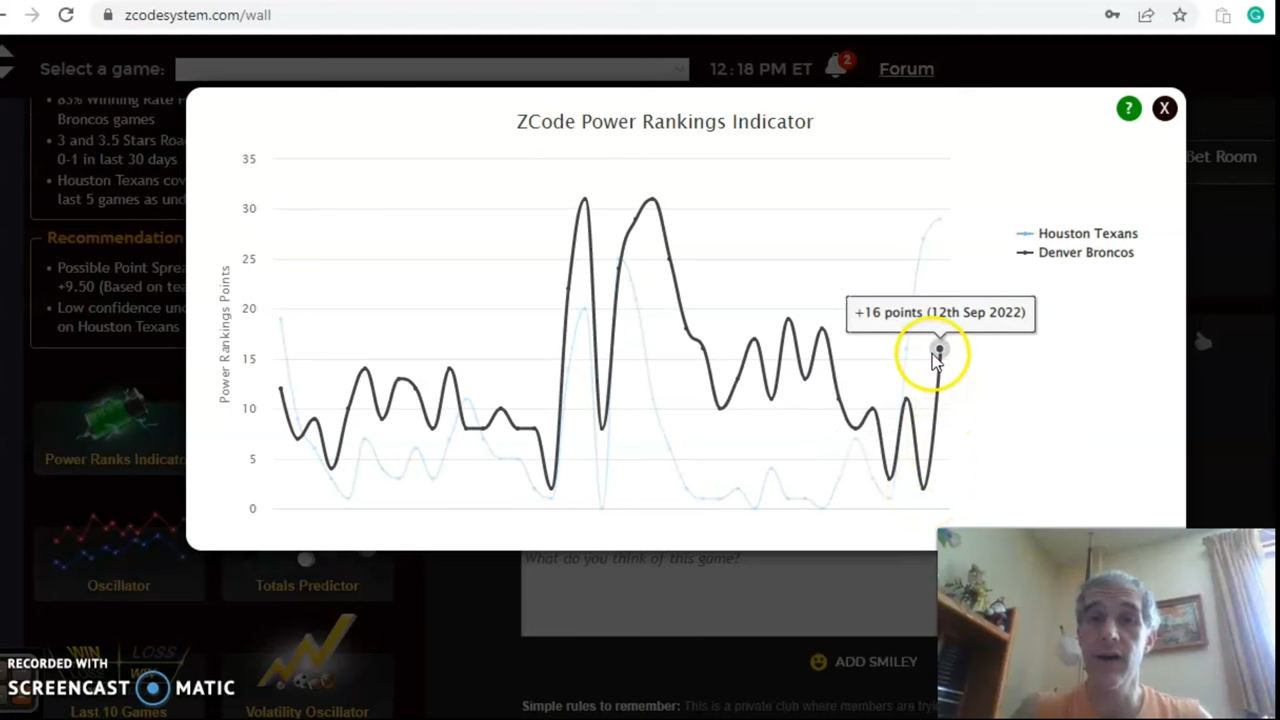 zcodesystem.com/wall
Select a game:
12:18 PM ET
2
Forum
Broncos games
3 and 3.5 Stars Roa
0-1 in last 30 days
Houston Texans cov
last 5 games as und
Recommendation
Possible Point Sprea
+9.50 (Based on tea
Low confidence und
on Houston Texans
Power Ranks Indicato
Oscillator
Totals Predictor
WIN
LOSS
Last 10 Games
Volatility Oscillator
ZCode Power Rankings Indicator
?
X
Bet Room
Power Rankings Points
35
30
25
20
15
10
5
0
Houston Texans
Denver Broncos
+16 points (12th Sep 2022)
What do you think of this game?
ADD SMILEY
Simple rules to remember: This is a private club where members are tryi
RECORDED WITH
SCREENCAST MATIC